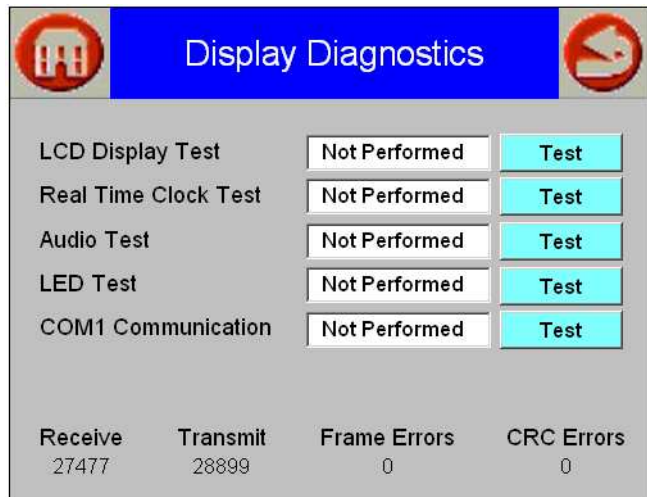 Display Diagnostics
LCD Display Test Not Performed Test
Real Time Clock Test Not Performed Test
Audio Test Not Performed Test
LED Test Not Performed Test
COM1 Communication Not Performed Test
Receive Transmit Frame Errors CRC Errors
27477 28899 0 0